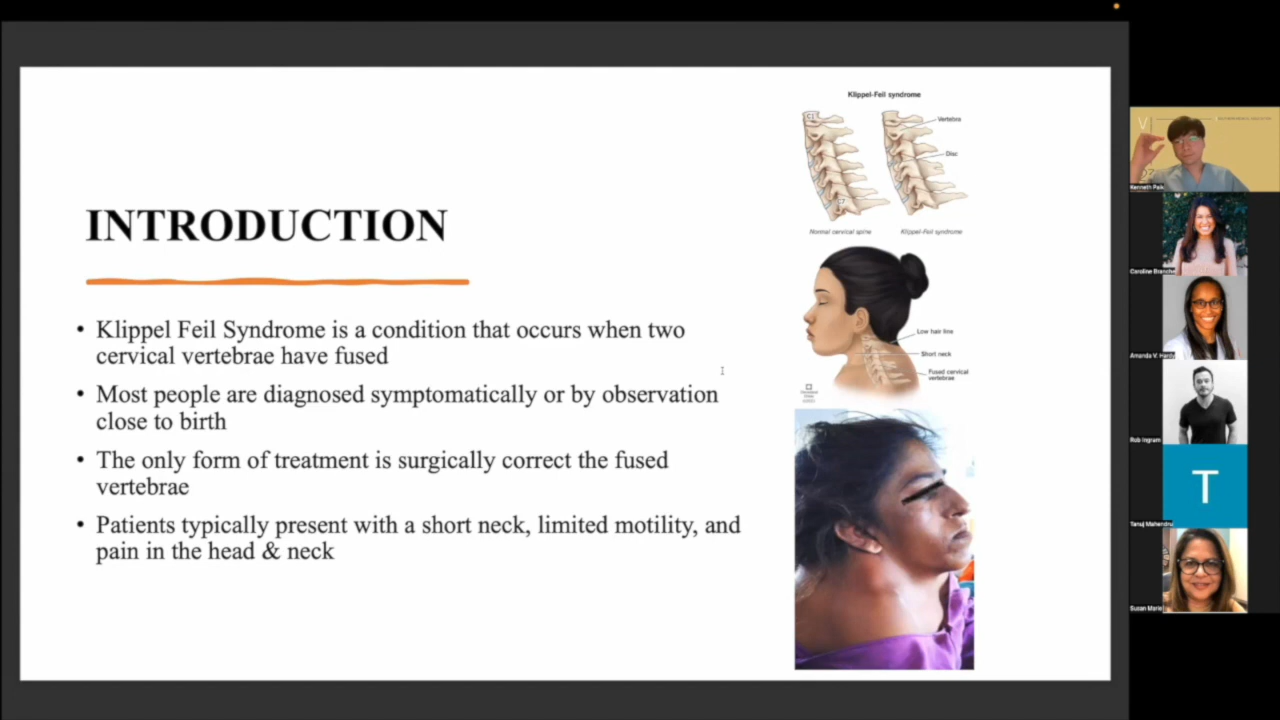 INTRODUCTION
• Klippel Feil Syndrome is a condition that occurs when two
cervical vertebrae have fused
• Most people are diagnosed symptomatically or by observation
close to birth
• The only form of treatment is surgically correct the fused
vertebrae
• Patients typically present with a short neck, limited motility, and
pain in the head & neck
Klippel-Feil syndrome
Vertebra
Disc
C7
Normal cervical spine
Klippel-Feil syndrome
Low hair line
Short neck
Fused cervical
vertebrae
Kenneth Paik
Caroline Branche
Amanda V. Hardy
Rob Ingram
T
Tanuj Mahendru
Susan Marie